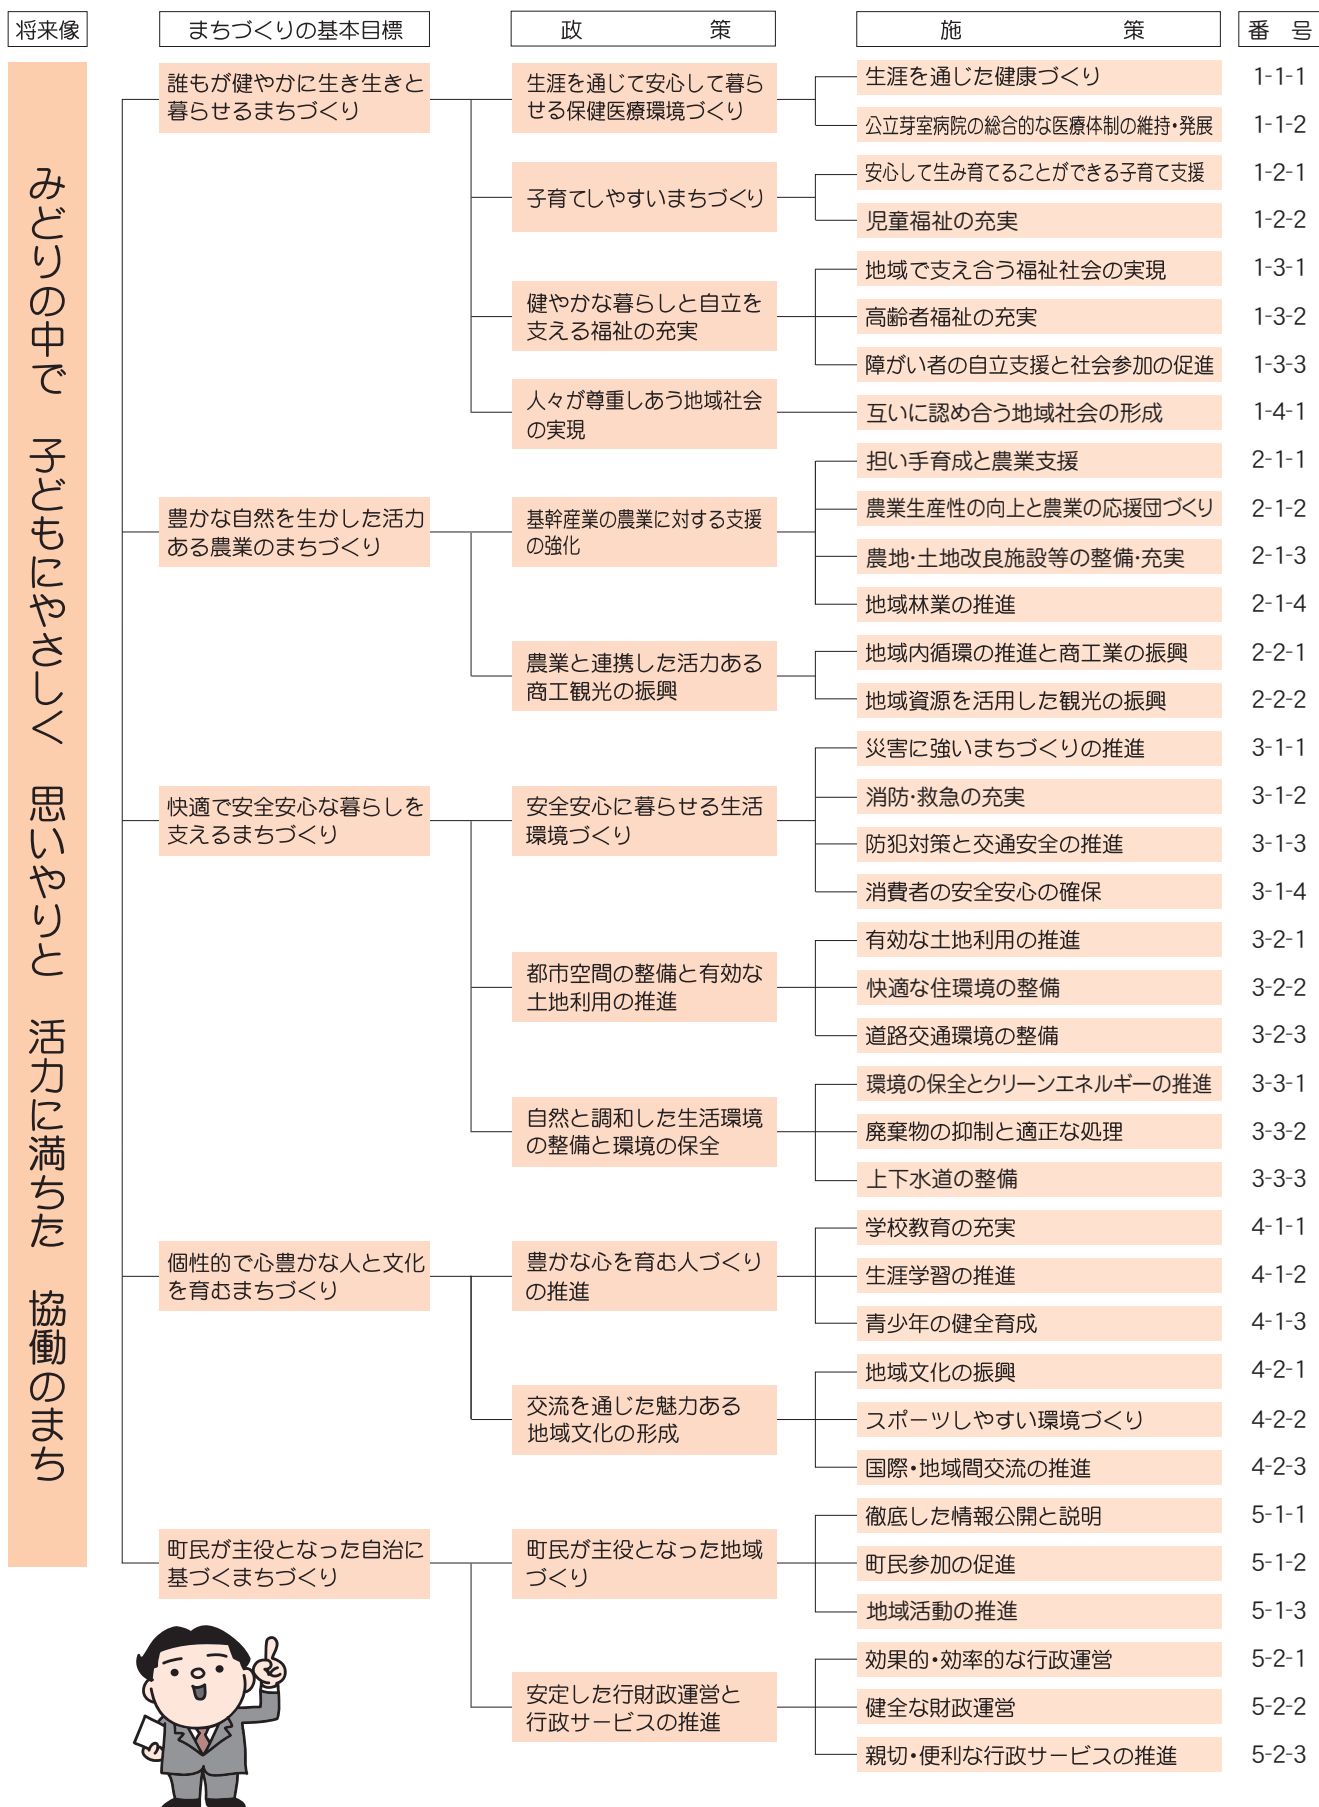 将来像
まちづくりの基本目標
政策
施策
番号
みどりの中で 子どもにやさしく 思いやりと 活力に満ちた 協働のまち
誰もが健やかに生き生きと
暮らせるまちづくり
生涯を通じて安心して暮ら
せる保健医療環境づくり
生涯を通じた健康づくり
1-1-1
公立芽室病院の総合的な医療体制の維持・発展
1-1-2
子育てしやすいまちづくり
安心して生み育てることができる子育て支援
1-2-1
児童福祉の充実
1-2-2
健やかな暮らしと自立を
支える福祉の充実
地域で支え合う福祉社会の実現
1-3-1
高齢者福祉の充実
1-3-2
障がい者の自立支援と社会参加の促進
1-3-3
人々が尊重しあう地域社会
の実現
互いに認め合う地域社会の形成
1-4-1
豊かな自然を生かした活力
ある農業のまちづくり
基幹産業の農業に対する支援
の強化
担い手育成と農業支援
2-1-1
農業生産性の向上と農業の応援団づくり
2-1-2
農地・土地改良施設等の整備・充実
2-1-3
地域林業の推進
2-1-4
農業と連携した活力ある
商工観光の振興
地域内循環の推進と商工業の振興
2-2-1
地域資源を活用した観光の振興
2-2-2
快適で安全安心な暮らしを
支えるまちづくり
安全安心に暮らせる生活
環境づくり
災害に強いまちづくりの推進
3-1-1
消防・救急の充実
3-1-2
防犯対策と交通安全の推進
3-1-3
消費者の安全安心の確保
3-1-4
都市空間の整備と有効な
土地利用の推進
有効な土地利用の推進
3-2-1
快適な住環境の整備
3-2-2
道路交通環境の整備
3-2-3
自然と調和した生活環境
の整備と環境の保全
環境の保全とクリーンエネルギーの推進
3-3-1
廃棄物の抑制と適正な処理
3-3-2
上下水道の整備
3-3-3
個性的で心豊かな人と文化
を育むまちづくり
豊かな心を育む人づくり
の推進
学校教育の充実
4-1-1
生涯学習の推進
4-1-2
青少年の健全育成
4-1-3
交流を通じた魅力ある
地域文化の形成
地域文化の振興
4-2-1
スポーツしやすい環境づくり
4-2-2
国際・地域間交流の推進
4-2-3
町民が主役となった自治に
基づくまちづくり
町民が主役となった地域
づくり
徹底した情報公開と説明
5-1-1
町民参加の促進
5-1-2
地域活動の推進
5-1-3
安定した行財政運営と
行政サービスの推進
効果的・効率的な行政運営
5-2-1
健全な財政運営
5-2-2
親切・便利な行政サービスの推進
5-2-3